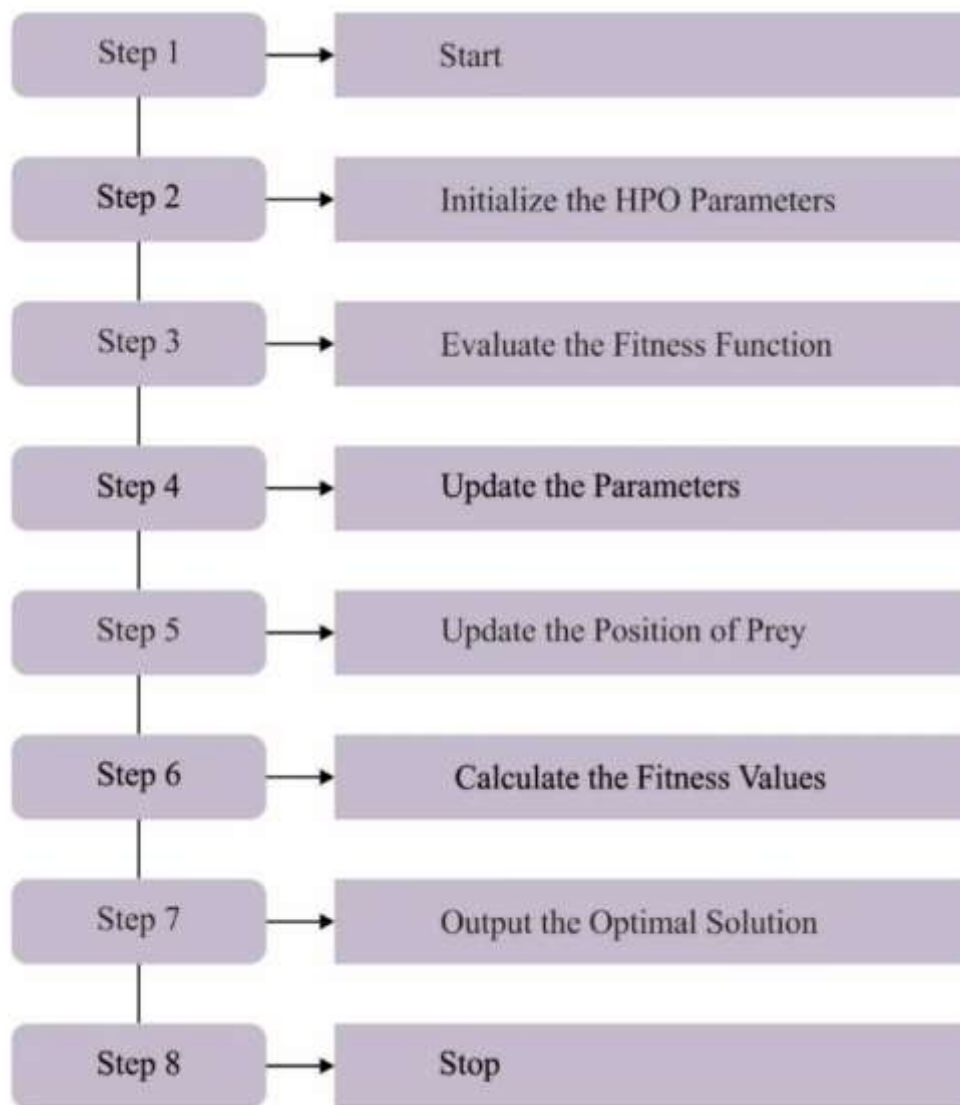 Step 1
Start
Step 2
Initialize the HPO Parameters
Step 3
Evaluate the Fitness Function
Step 4
Update the Parameters
Step 5
Update the Position of Prey
Step 6
Calculate the Fitness Values
Step 7
Output the Optimal Solution
Step 8
Stop